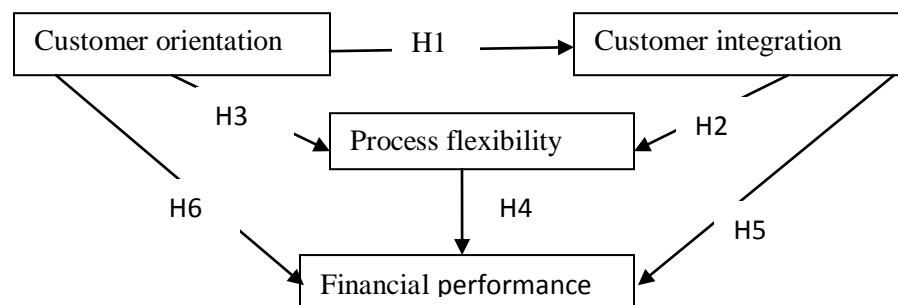 Customer orientation
H1
Customer integration
H3
H2
Process flexibility
H6
H4
H5
Financial performance